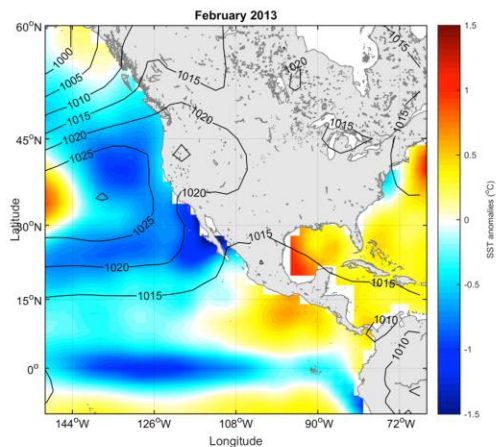 February 2013
60°N
45°N
30°N
15°N
0°
144°W
126°W
108°W
90°W
72°W
Latitude
Longitude
1.5
1
0.5
0
-0.5
-1
-1.5
SST anomalies (°C)
1000
1005
1010
1015
1020
1025
1015
1020
1015
1020
1015
1020
1025
1020
1015
1015
1015
1010
1010